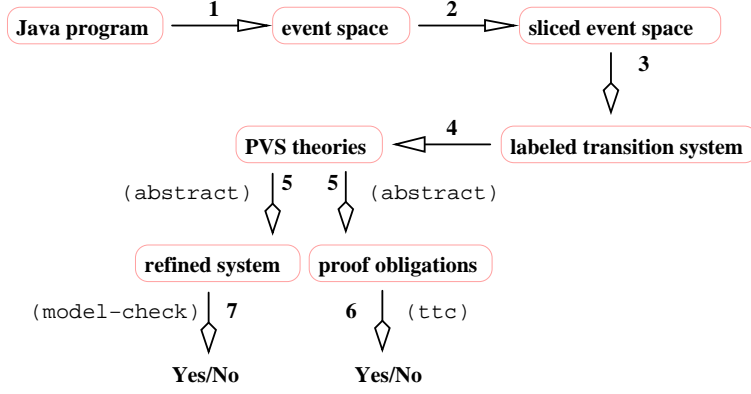 1 2
Java program event space sliced event space
3
4
PVS theories labeled transition system
(abstract) 5 5 (abstract)
refined system proof obligations
(model-check) 7 6 (ttc)
Yes/No Yes/No